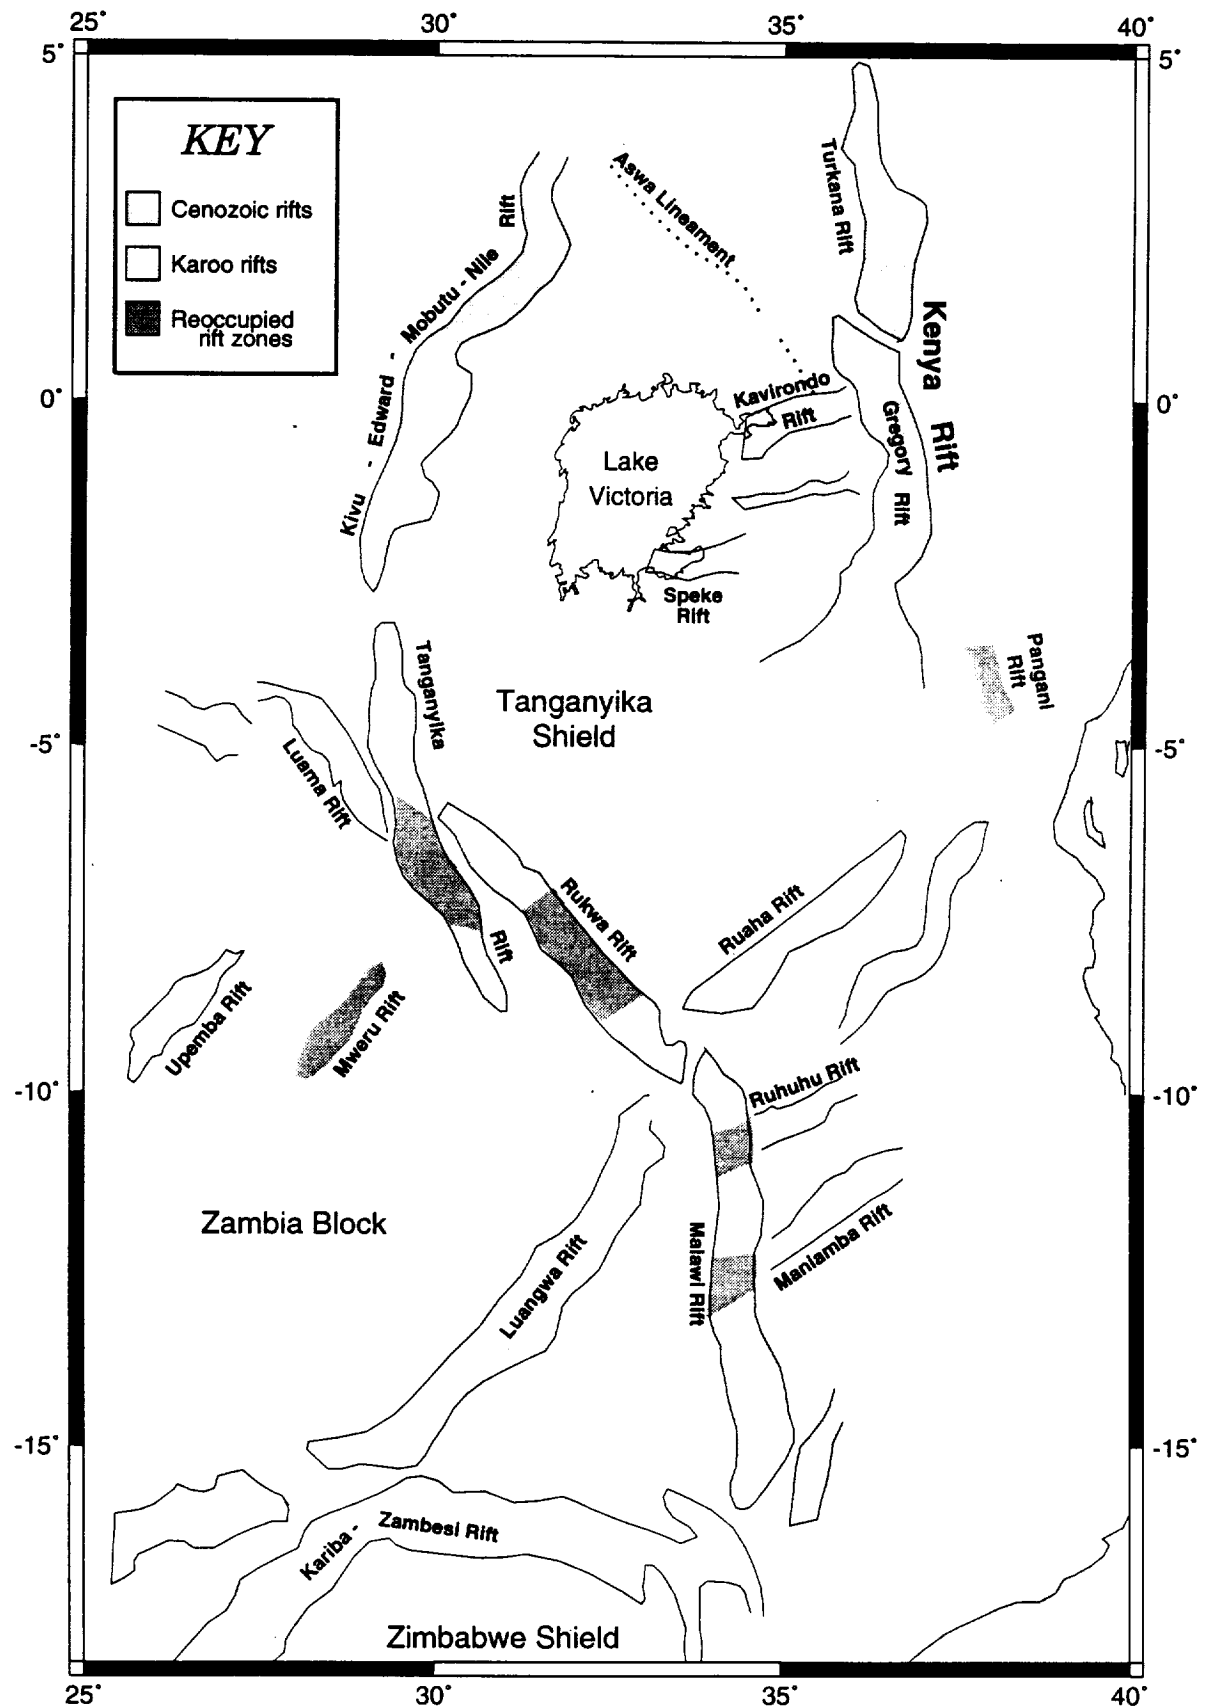 25°
30°
35°
40°
5°
5°
KEY
Cenozoic rifts
Karoo rifts
Reoccupied
rift zones
Aswa Lineament
Turkana Rift
Kivu - Edward - Mobutu - Nile Rift
Kenya Rift
0°
0°
Kavirondo
Rift
Gregory Rift
Lake
Victoria
Speke
Rift
Pangani
Rift
Tanganyika Rift
Tanganyika
Shield
-5°
-5°
Luama Rift
Rukwa Rift
Ruaha Rift
Upemba Rift
Mweru Rift
-10°
-10°
Ruhuhu Rift
Zambia Block
Luangwa Rift
Malawi Rift
Maniamba Rift
-15°
-15°
Kariba - Zambesi Rift
Zimbabwe Shield
25°
30°
35°
40°